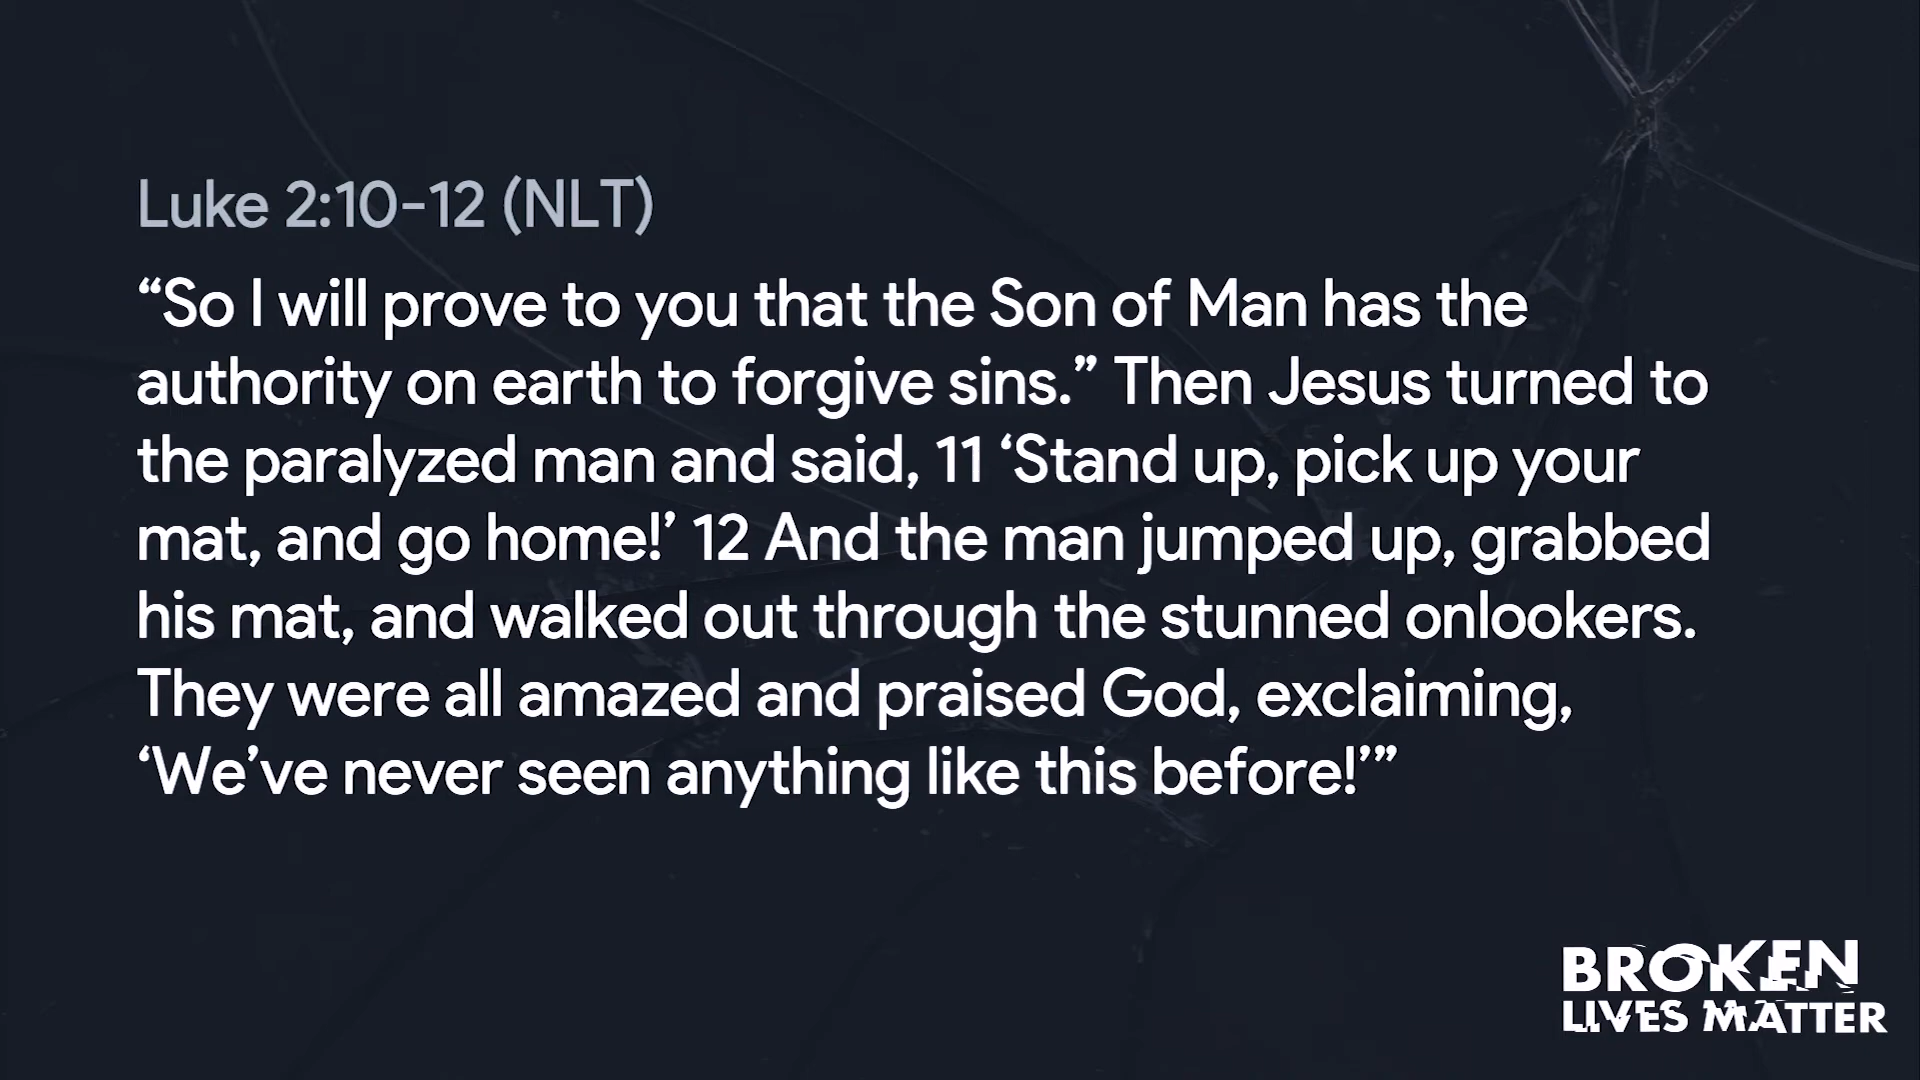 Luke 2:10-12 (NLT)
“So I will prove to you that the Son of Man has the
authority on earth to forgive sins.” Then Jesus turned to
the paralyzed man and said, 11 ‘Stand up, pick up your
mat, and go home!’ 12 And the man jumped up, grabbed
his mat, and walked out through the stunned onlookers.
They were all amazed and praised God, exclaiming,
‘We’ve never seen anything like this before!’”
BROKEN
LIVES MATTER